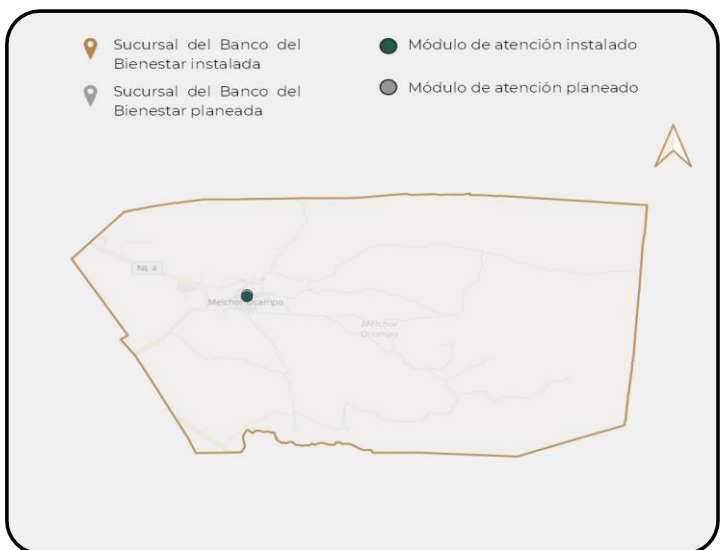 Sucursal del Banco del
Bienestar instalada
Sucursal del Banco del
Bienestar planeada
Módulo de atención instalado
Módulo de atención planeado
NL 4
Melchor Ocampo
Melchor
Ocampo